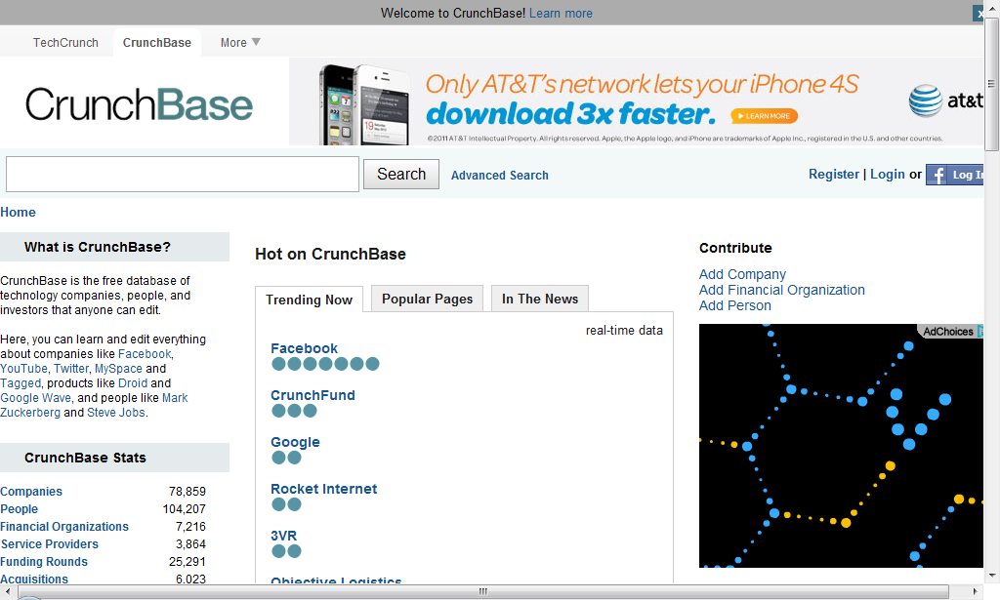 Welcome to CrunchBase! Learn more
x
TechCrunch CrunchBase More
CrunchBase
Only AT&T's network lets your iPhone 4S
download 3x faster.
LEARN MORE
at&t
©2011 AT&T Intellectual Property. All rights reserved. Apple, the Apple logo, and iPhone are trademarks of Apple Inc., registered in the U.S. and other countries.
Search Advanced Search
Register | Login or Log In
Home
What is CrunchBase?
CrunchBase is the free database of
technology companies, people, and
investors that anyone can edit.
Here, you can learn and edit everything
about companies like Facebook,
YouTube, Twitter, MySpace and
Tagged, products like Droid and
Google Wave, and people like Mark
Zuckerberg and Steve Jobs.
CrunchBase Stats
Companies 78,859
People 104,207
Financial Organizations 7,216
Service Providers 3,864
Funding Rounds 25,291
Acquisitions 6,023
Hot on CrunchBase
Trending Now Popular Pages In The News
real-time data
Facebook
CrunchFund
Google
Rocket Internet
3VR
Objective Logistics
Contribute
Add Company
Add Financial Organization
Add Person
AdChoices